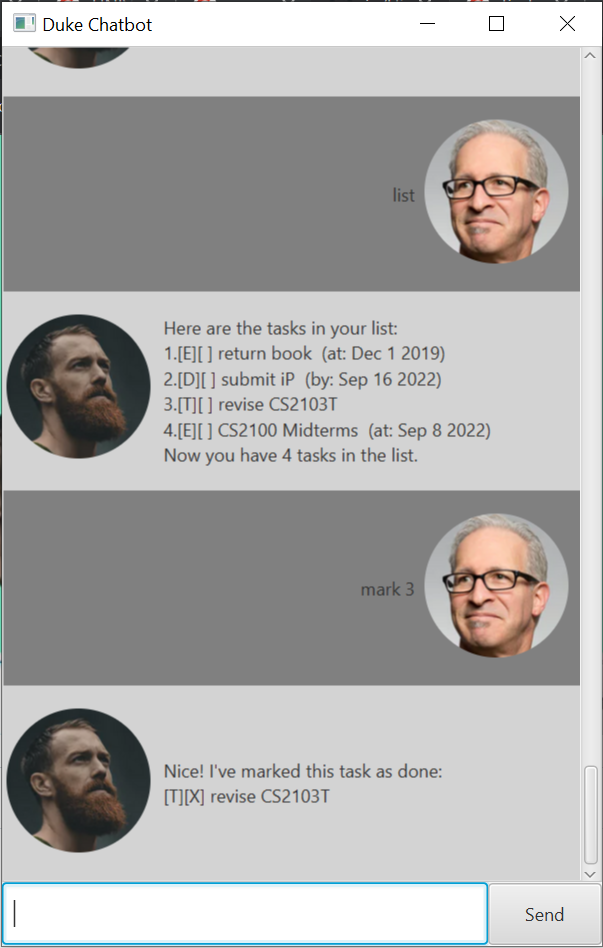 Duke Chatbot
list
Here are the tasks in your list:
1.[E][ ] return book  (at: Dec 1 2019)
2.[D][ ] submit iP  (by: Sep 16 2022)
3.[T][ ] revise CS2103T
4.[E][ ] CS2100 Midterms  (at: Sep 8 2022)
Now you have 4 tasks in the list.
mark 3
Nice! I've marked this task as done:
[T][X] revise CS2103T
Send